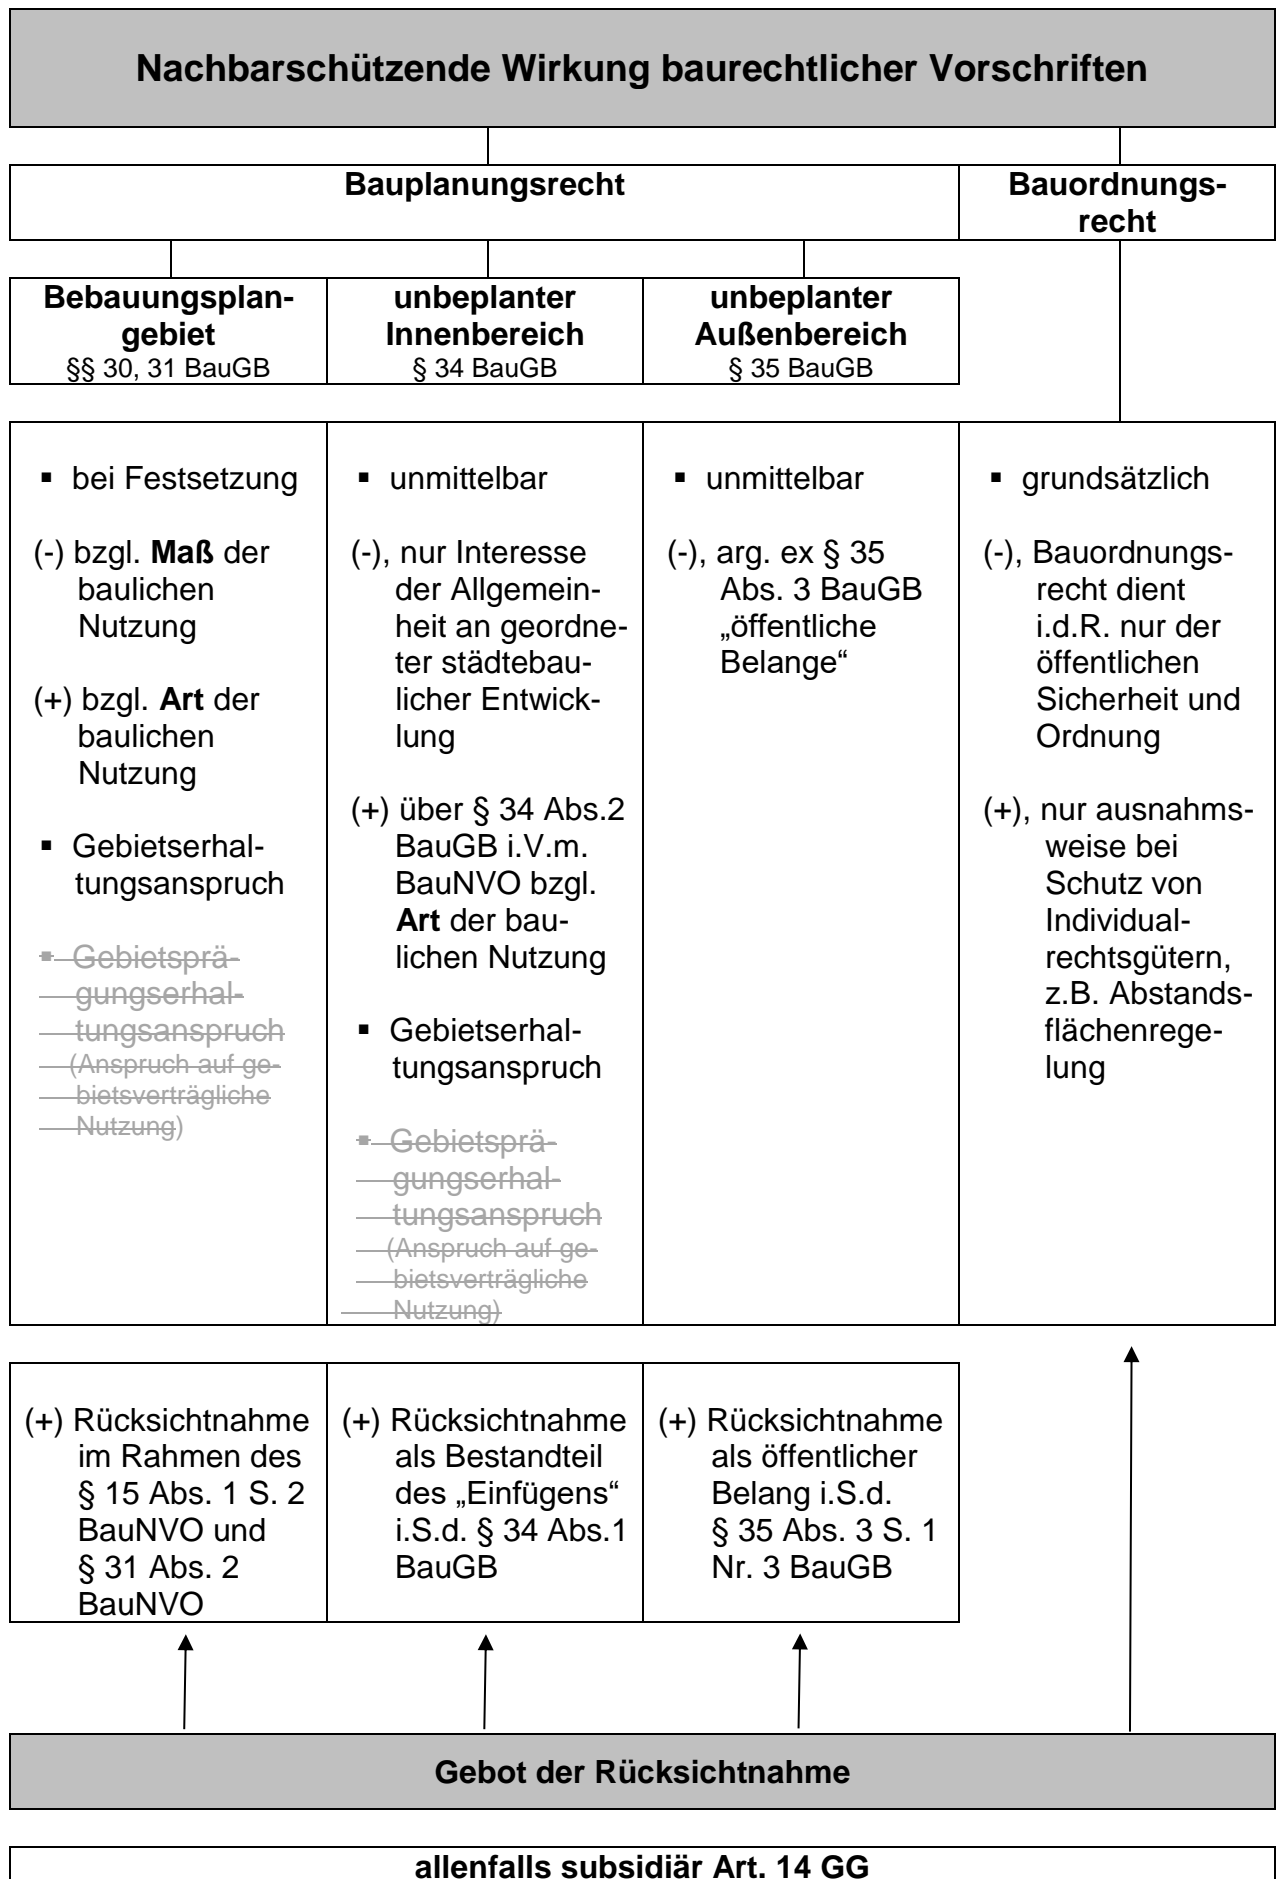 Nachbarschützende Wirkung baurechtlicher Vorschriften
Bauplanungsrecht
Bauordnungs-
recht
Bebauungsplan-
gebiet
§§ 30, 31 BauGB
unbeplanter
Innenbereich
§ 34 BauGB
unbeplanter
Außenbereich
§ 35 BauGB
▪ bei Festsetzung
(-) bzgl. Maß der
baulichen
Nutzung
(+) bzgl. Art der
baulichen
Nutzung
▪ Gebietserhal-
tungsanspruch
▪ Gebietsprä-
gungserhal-
tungsanspruch
(Anspruch auf ge-
bietsverträgliche
Nutzung)
▪ unmittelbar
(-), nur Interesse
der Allgemein-
heit an geordne-
ter städtebau-
licher Entwick-
lung
(+) über § 34 Abs.2
BauGB i.V.m.
BauNVO bzgl.
Art der bau-
lichen Nutzung
▪ Gebietserhal-
tungsanspruch
▪ Gebietsprä-
gungserhal-
tungsanspruch
(Anspruch auf ge-
bietsverträgliche
Nutzung)
▪ unmittelbar
(-), arg. ex § 35
Abs. 3 BauGB
„öffentliche
Belange“
▪ grundsätzlich
(-), Bauordnungs-
recht dient
i.d.R. nur der
öffentlichen
Sicherheit und
Ordnung
(+), nur ausnahms-
weise bei
Schutz von
Individual-
rechtsgütern,
z.B. Abstands-
flächenrege-
lung
(+) Rücksichtnahme
im Rahmen des
§ 15 Abs. 1 S. 2
BauNVO und
§ 31 Abs. 2
BauNVO
(+) Rücksichtnahme
als Bestandteil
des „Einfügens“
i.S.d. § 34 Abs.1
BauGB
(+) Rücksichtnahme
als öffentlicher
Belang i.S.d.
§ 35 Abs. 3 S. 1
Nr. 3 BauGB
Gebot der Rücksichtnahme
allenfalls subsidiär Art. 14 GG